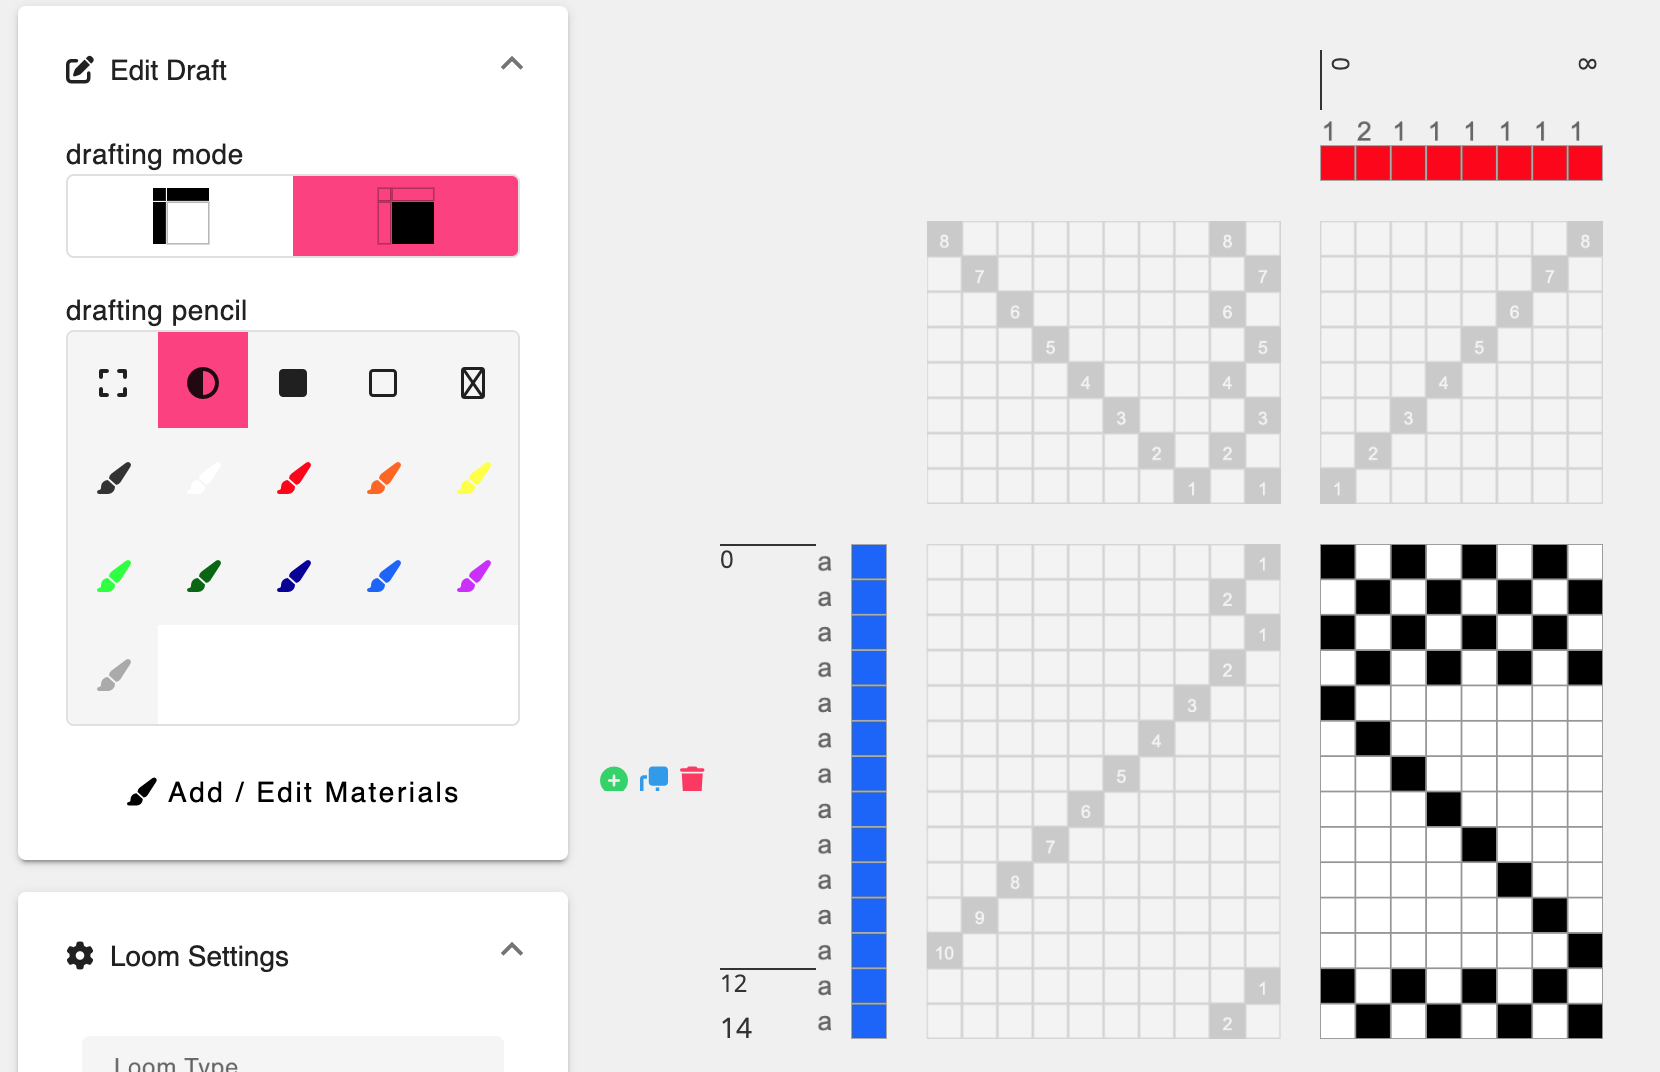 Edit Draft
drafting mode
drafting pencil
Add / Edit Materials
Loom Settings
Loom Type
0 8
1 2 1 1 1 1 1 1
8 8 8
7 7 7
6 6 6
5 5 5
4 4 4
3 3 3
2 2 2
1 1 1
0 a 1
a 2
a 1
a 2
a 3
a 4
a 5
a 6
a 7
a 8
a 9
a 10
12 a 1
14 a 2